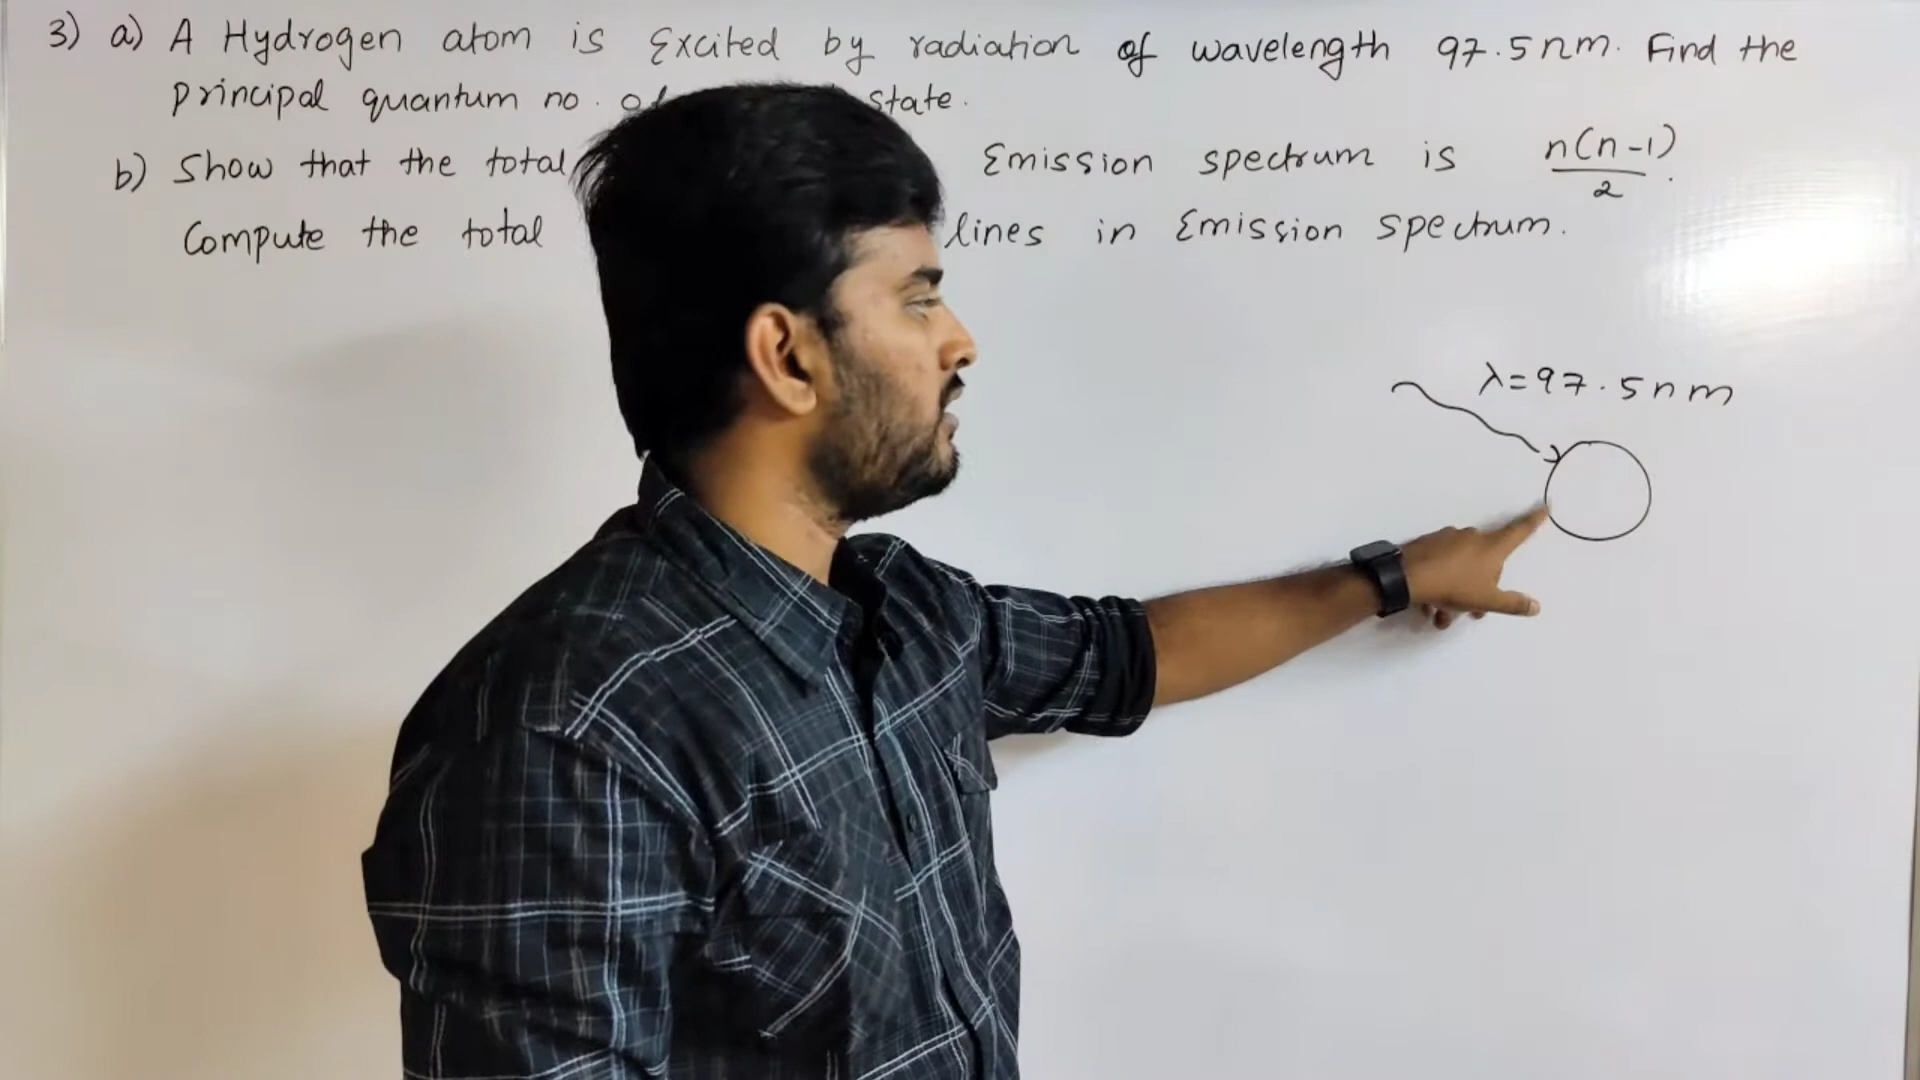 3) a) A Hydrogen atom is Excited by radiation of wavelength 97.5nm. Find the
principal quantum no. of state.
b) Show that the total Emission spectrum is n(n-1)/2.
Compute the total lines in Emission spectrum.
λ=97.5nm